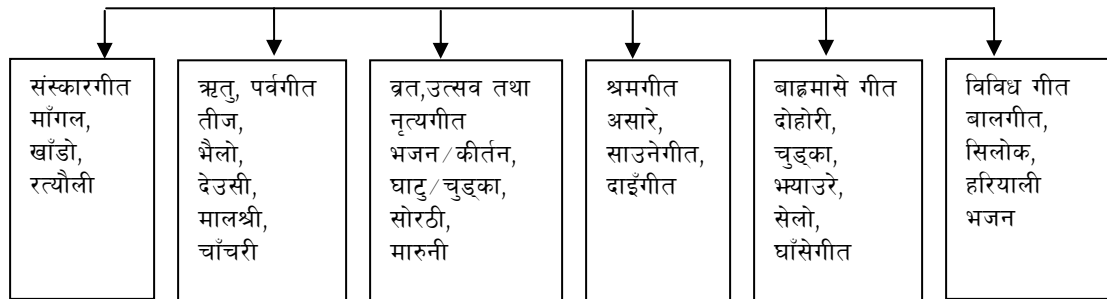 संस्कारगीत
माँगल,
खाँडो,
रत्यौली
ऋतु, पर्वगीत
तीज,
भैलो,
देउसी,
मालश्री,
चाँचरी
व्रत,उत्सव तथा
नृत्यगीत
भजन/कीर्तन,
घाटु/चुड्का,
सोरठी,
मारुनी
श्रमगीत
असारे,
साउनेगीत,
दाइँगीत
बाह्रमासे गीत
दोहोरी,
चुड्का,
झ्याउरे,
सेलो,
घाँसेगीत
विविध गीत
बालगीत,
सिलोक,
हरियाली
भजन